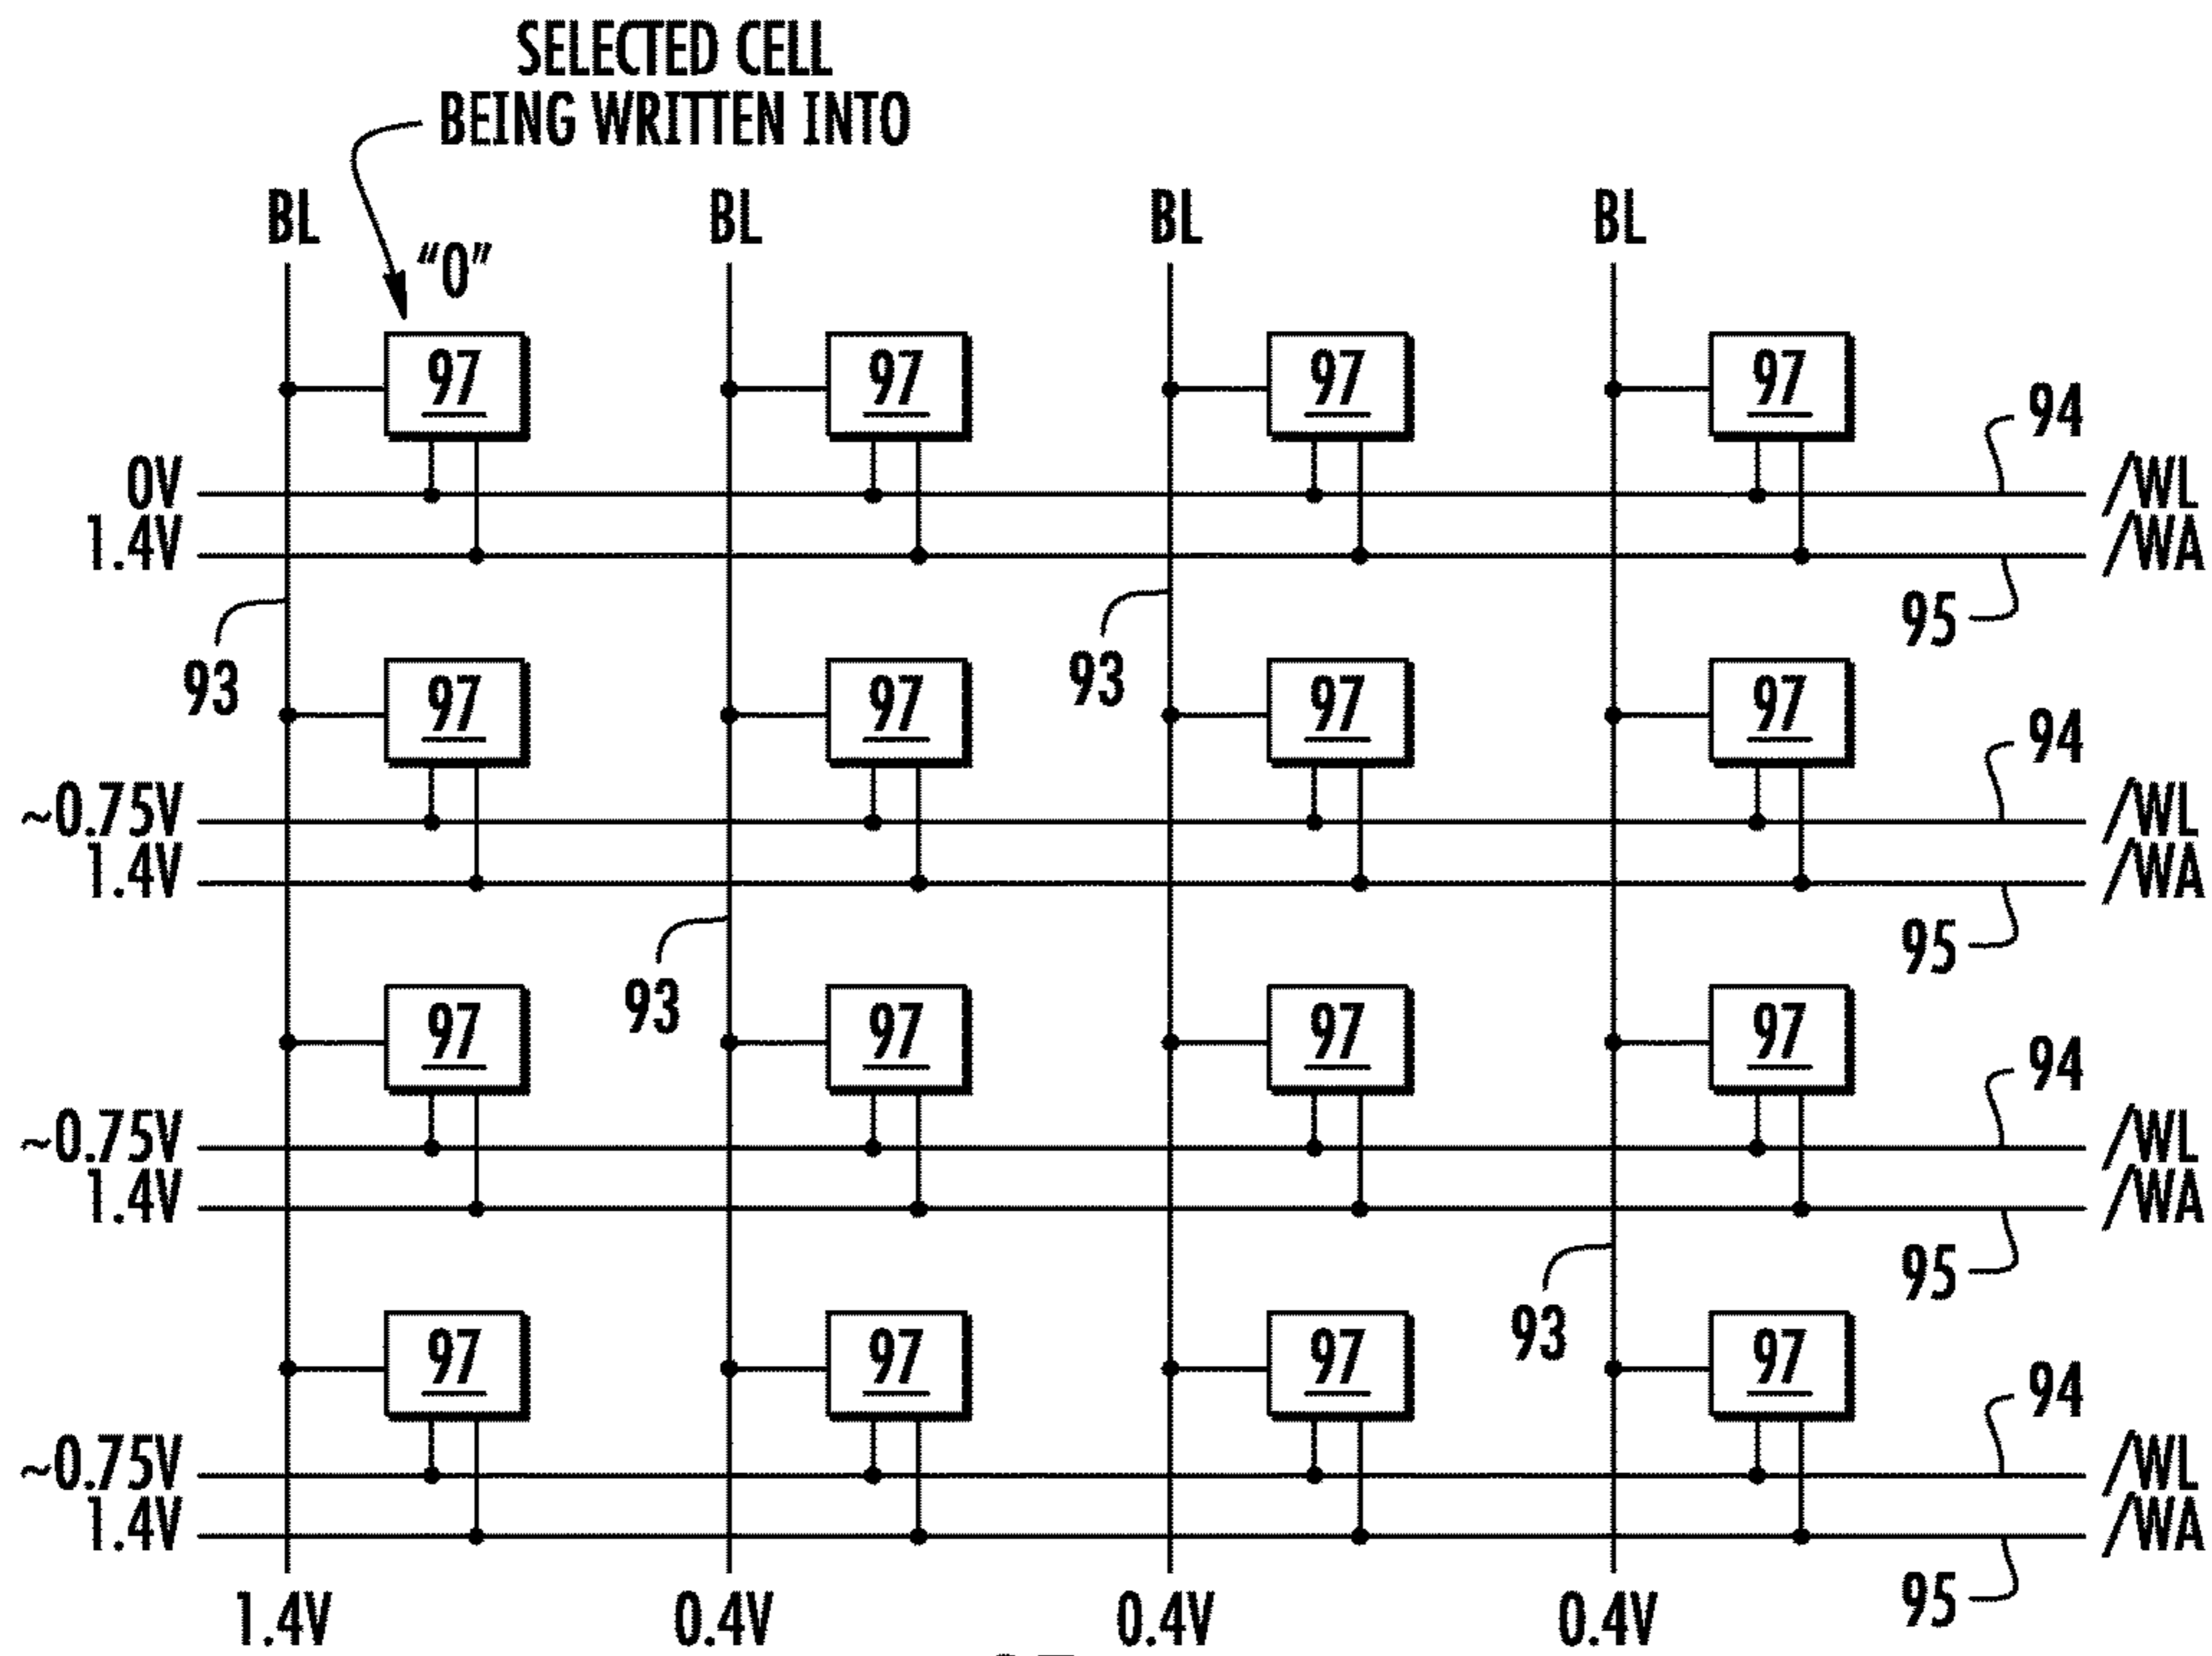 SELECTED CELL
BEING WRITTEN INTO
BL BL BL BL
"0"
97 97 97 97
94
0V /WL
1.4V /WA
95
93 93
97 97 97 97
94
~0.75V /WL
1.4V /WA
95
93
97 97 97 97
94
~0.75V /WL
1.4V /WA
95
93
97 97 97 97
94
~0.75V /WL
1.4V /WA
95
1.4V 0.4V 0.4V 0.4V